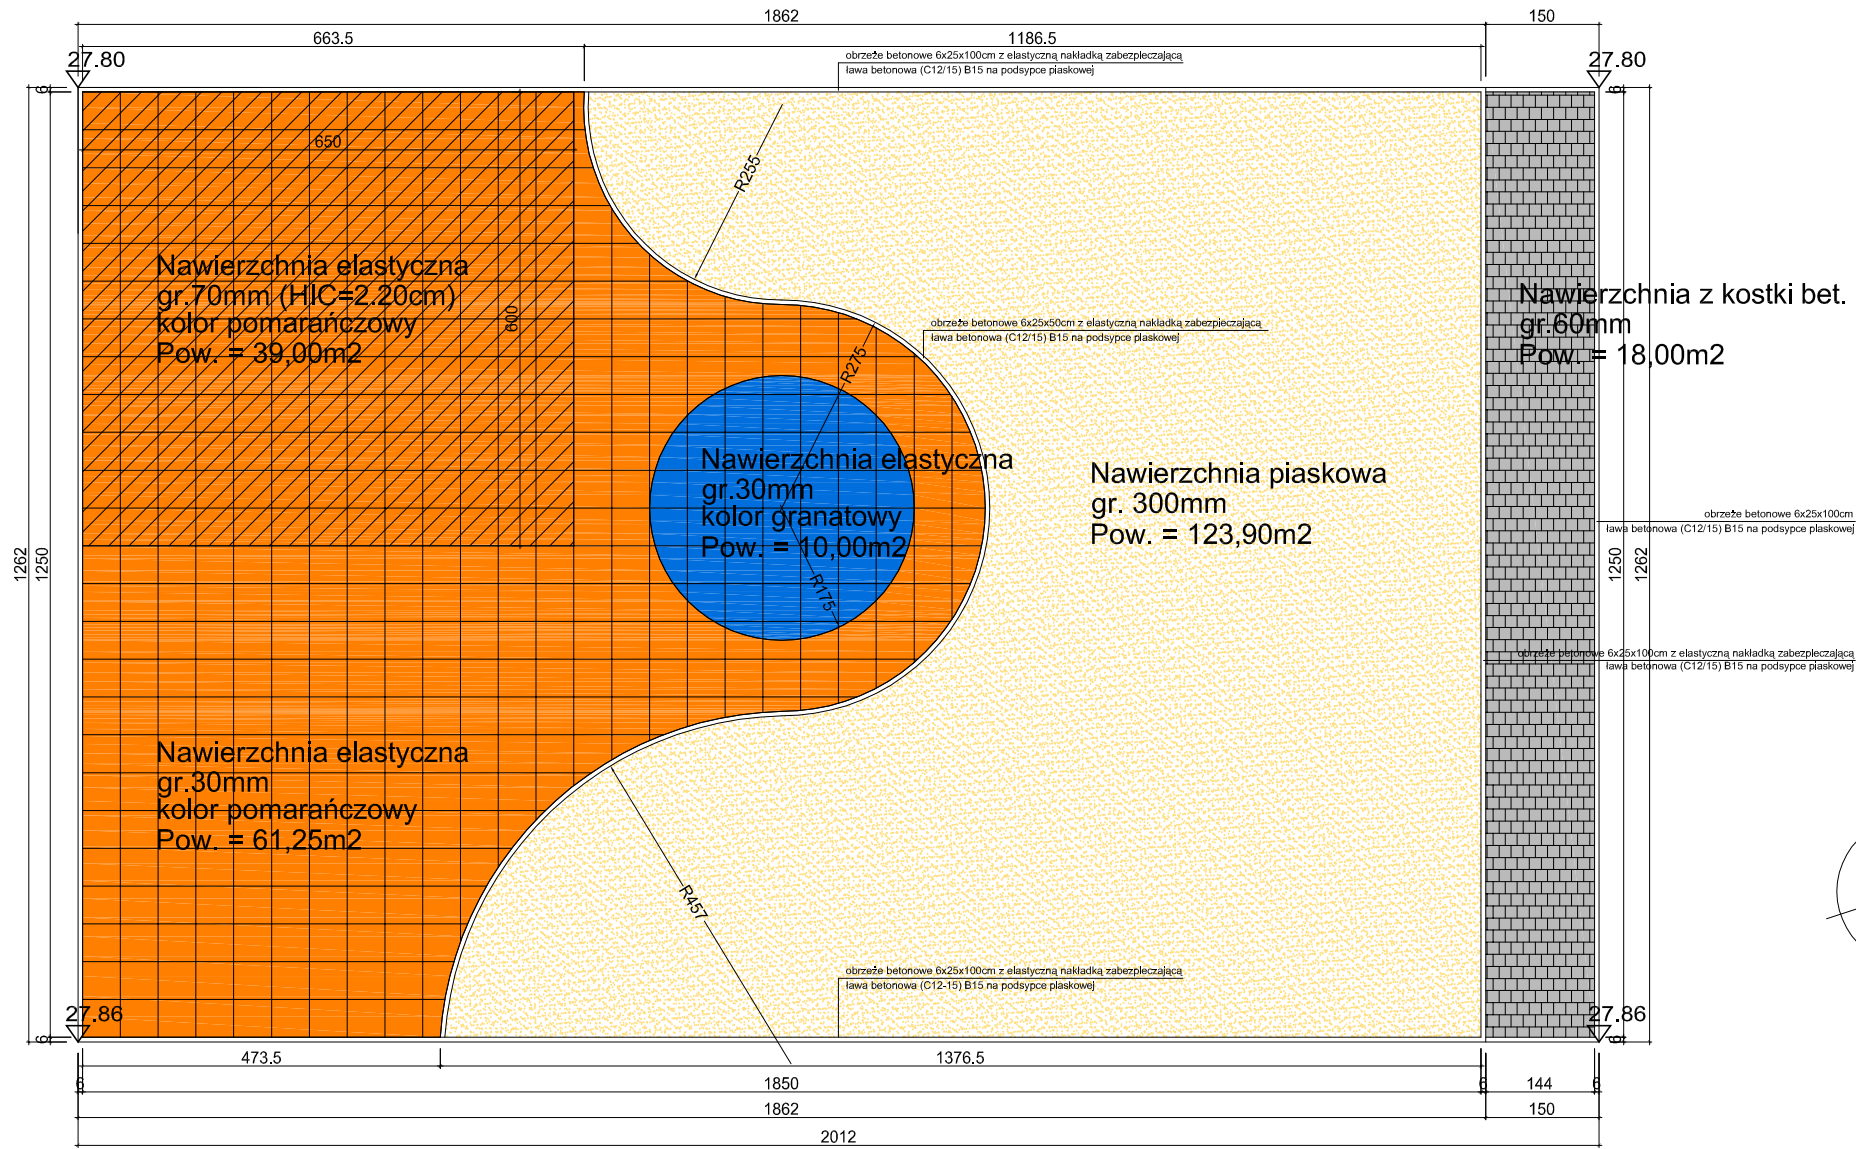 1862
150
663.5
1186.5
27.80
27.80
obrzeże betonowe 6x25x100cm z elastyczną nakładką zabezpieczającą
ława betonowa (C12/15) B15 na podsypce piaskowej
6
6
650
R255
Nawierzchnia elastyczna
gr.70mm (HIC=2.20cm)
kolor pomarańczowy
Pow. = 39,00m2
600
obrzeże betonowe 6x25x50cm z elastyczną nakładką zabezpieczającą
ława betonowa (C12/15) B15 na podsypce piaskowej
R275
Nawierzchnia z kostki bet.
gr.60mm
Pow. = 18,00m2
Nawierzchnia elastyczna
gr.30mm
kolor granatowy
Pow. = 10,00m2
R175
Nawierzchnia piaskowa
gr. 300mm
Pow. = 123,90m2
obrzeże betonowe 6x25x100cm
ława betonowa (C12/15) B15 na podsypce piaskowej
1262
1250
1250
1262
obrzeże betonowe 6x25x100cm z elastyczną nakładką zabezpieczającą
ława betonowa (C12/15) B15 na podsypce piaskowej
Nawierzchnia elastyczna
gr.30mm
kolor pomarańczowy
Pow. = 61,25m2
R457
obrzeże betonowe 6x25x100cm z elastyczną nakładką zabezpieczającą
ława betonowa (C12-15) B15 na podsypce piaskowej
27.86
27.86
6
6
473.5
1376.5
6
1850
6
144
6
1862
150
2012